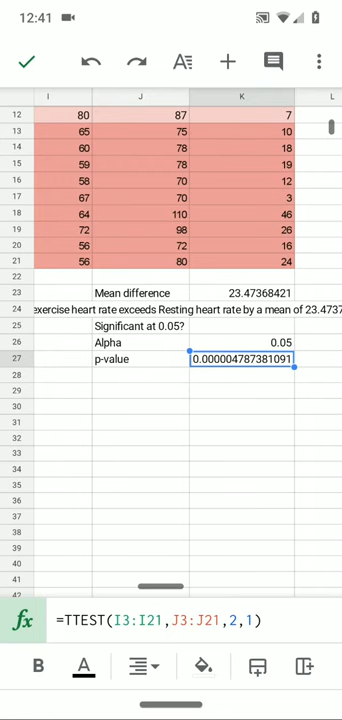 12:41
A
I J K L
12 80 87 7
13 65 75 10
14 60 78 18
15 59 78 19
16 58 70 12
17 67 70 3
18 64 110 46
19 72 98 26
20 56 72 16
21 56 80 24
22
23 Mean difference 23.47368421
24 exercise heart rate exceeds Resting heart rate by a mean of 23.4737
25 Significant at 0.05?
26 Alpha 0.05
27 p-value 0.000004787381091
28
29
30
31
32
33
34
35
36
37
38
39
40
41
42
fx =TTEST(I3:I21,J3:J21,2,1)
B A